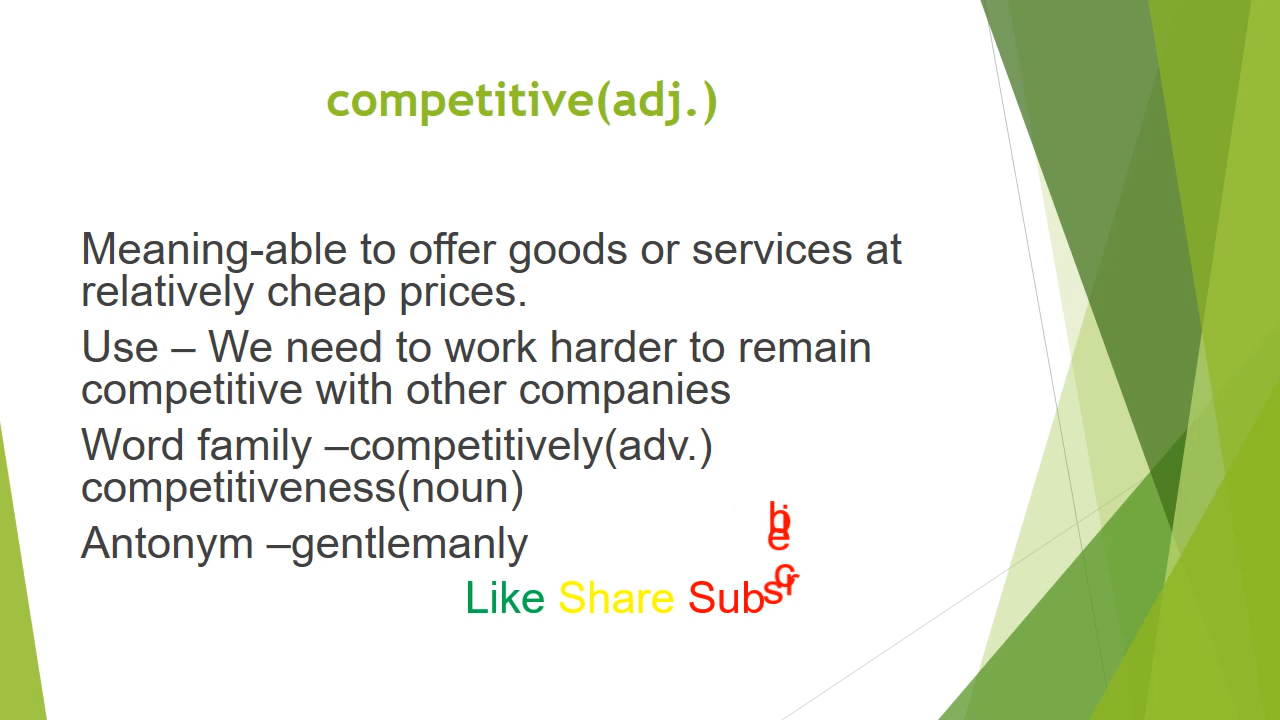 competitive(adj.)
Meaning-able to offer goods or services at
relatively cheap prices.
Use – We need to work harder to remain
competitive with other companies
Word family –competitively(adv.)
competitiveness(noun)
Antonym –gentlemanly
Like Share Subscribe